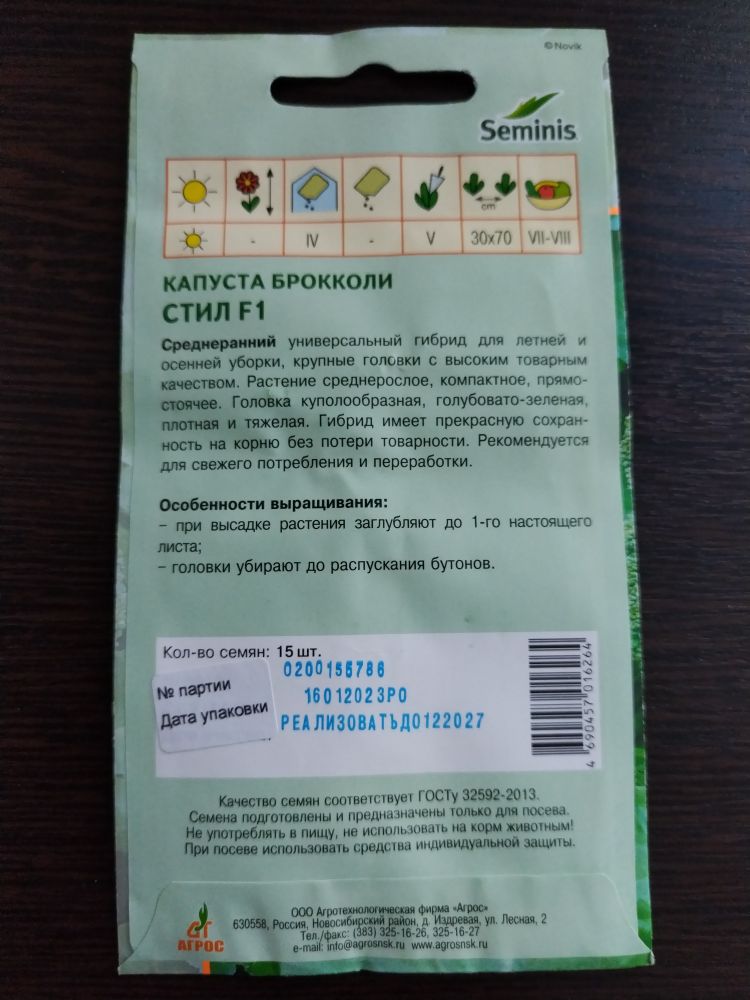 © Novik
Seminis
cm
- IV - V 30x70 VII-VIII
КАПУСТА БРОККОЛИ
СТИЛ F1
Среднеранний универсальный гибрид для летней и
осенней уборки, крупные головки с высоким товарным
качеством. Растение среднерослое, компактное, прямо-
стоячее. Головка куполообразная, голубовато-зеленая,
плотная и тяжелая. Гибрид имеет прекрасную сохран-
ность на корню без потери товарности. Рекомендуется
для свежего потребления и переработки.
Особенности выращивания:
– при высадке растения заглубляют до 1-го настоящего
листа;
– головки убирают до распускания бутонов.
Кол-во семян: 15 шт.
№ партии 0200156786
Дата упаковки 16012023РО
РЕАЛИЗОВАТЬДО122027
4 690457 016264
Качество семян соответствует ГОСТу 32592-2013.
Семена подготовлены и предназначены только для посева.
Не употреблять в пищу, не использовать на корм животным!
При посеве использовать средства индивидуальной защиты.
АГРОС
ООО Агротехнологическая фирма «Агрос»
630558, Россия, Новосибирский район, д. Издревая, ул. Лесная, 2
Тел./факс: (383) 325-16-26, 325-16-27
e-mail: info@agrosnsk.ru www.agrosnsk.ru